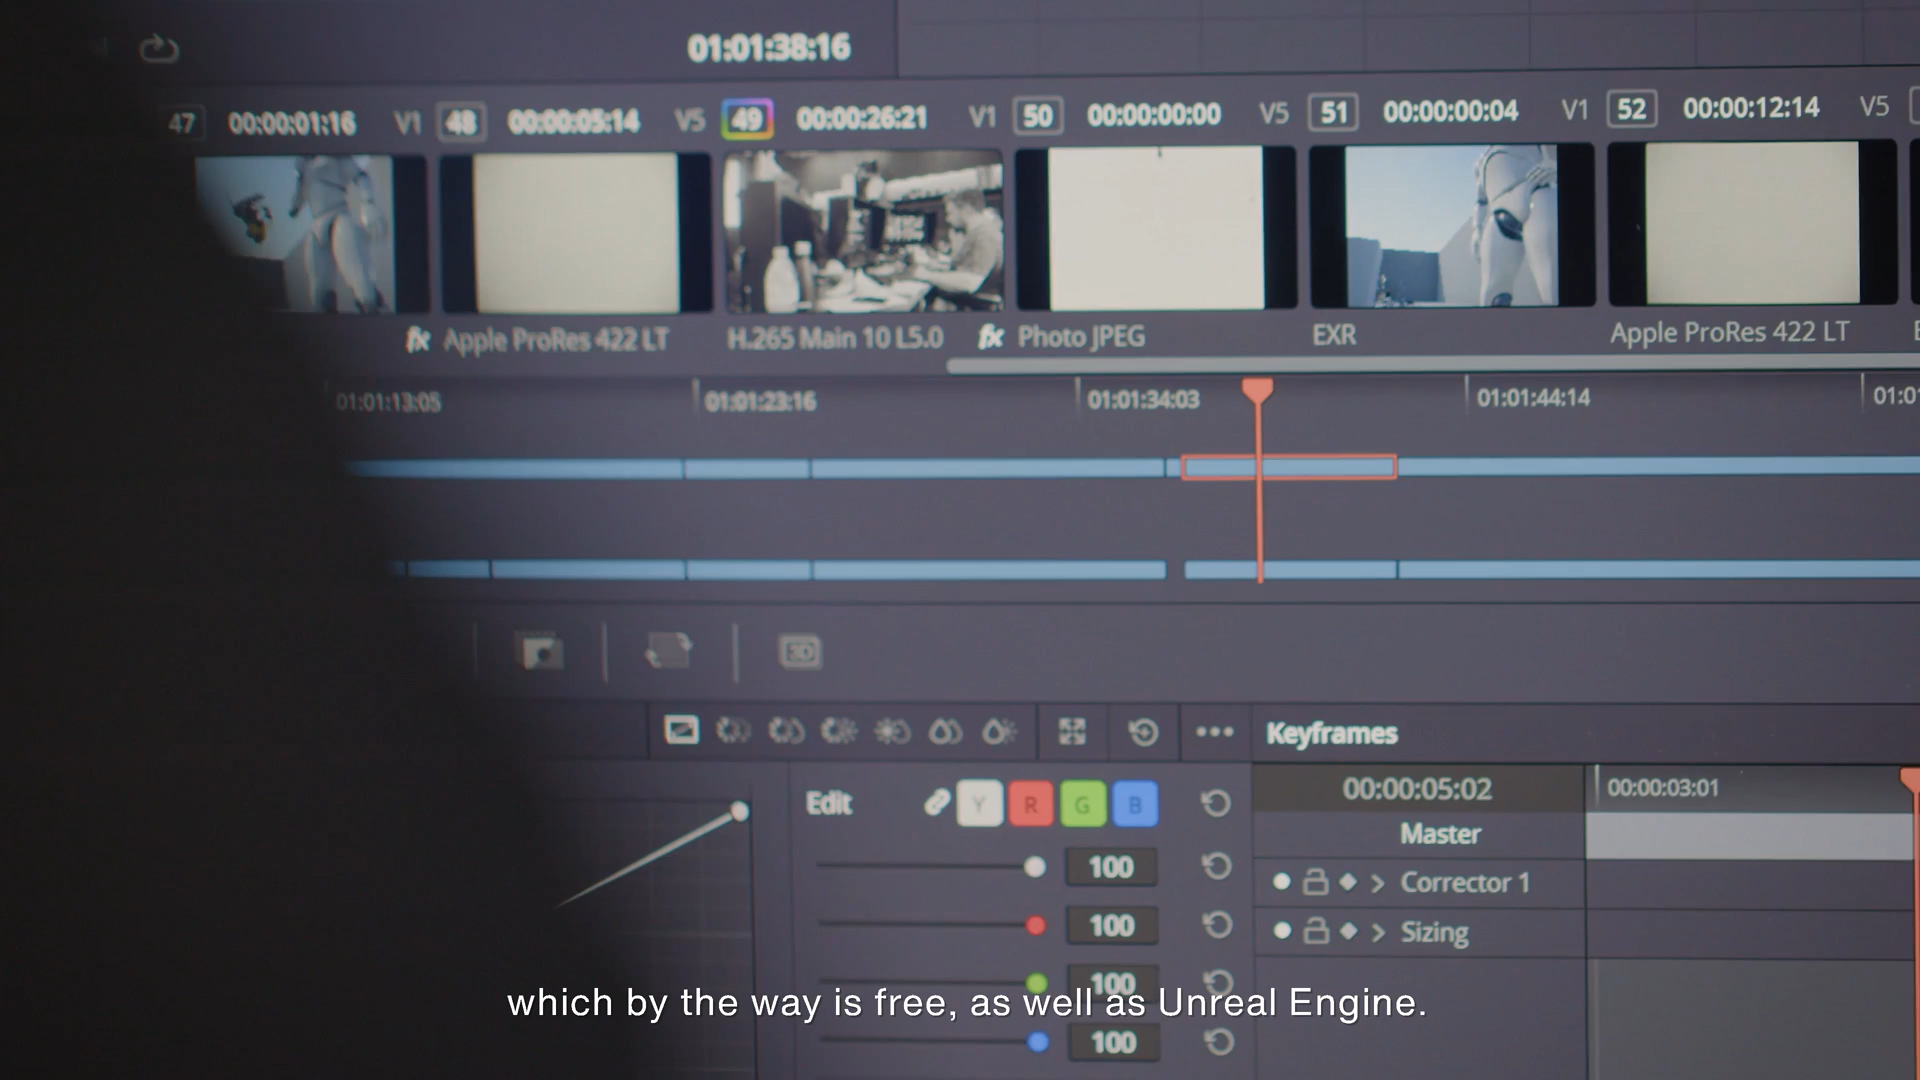 01:01:38:16
47 00:00:01:16 V1 48 00:00:05:14 V5 49 00:00:26:21 V1 50 00:00:00:00 V5 51 00:00:00:04 V1 52 00:00:12:14 V5
fx Apple ProRes 422 LT H.265 Main 10 L5.0 fx Photo JPEG EXR Apple ProRes 422 LT
01:01:13:05 01:01:23:16 01:01:34:03 01:01:44:14
3D
Keyframes
Edit Y R G B
00:00:05:02 00:00:03:01
Master
100
Corrector 1
100
Sizing
100
which by the way is free, as well as Unreal Engine.
100